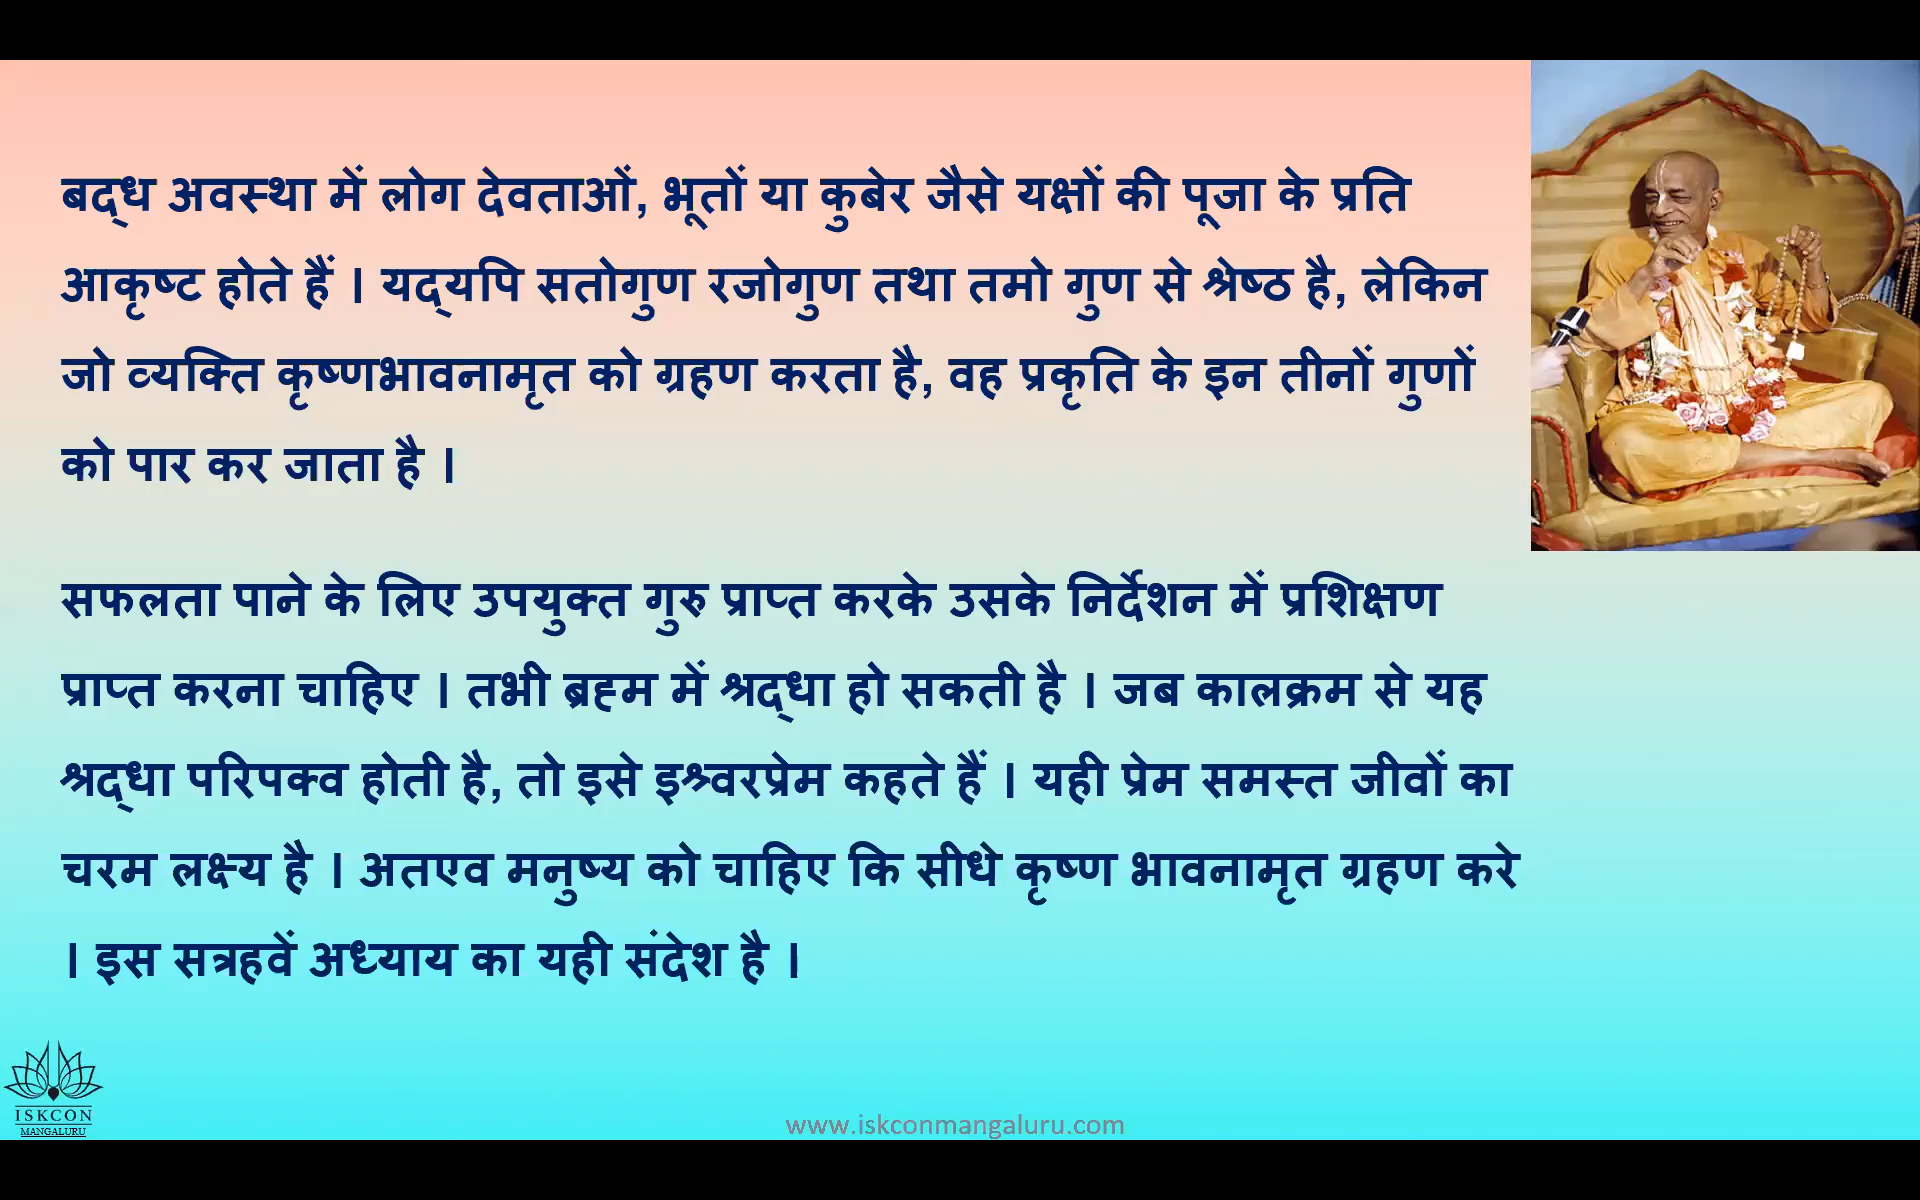 बद्ध अवस्था में लोग देवताओं, भूतों या कुबेर जैसे यक्षों की पूजा के प्रति
आकृष्ट होते हैं । यद्यपि सतोगुण रजोगुण तथा तमो गुण से श्रेष्ठ है, लेकिन
जो व्यक्ति कृष्णभावनामृत को ग्रहण करता है, वह प्रकृति के इन तीनों गुणों
को पार कर जाता है ।
सफलता पाने के लिए उपयुक्त गुरु प्राप्त करके उसके निर्देशन में प्रशिक्षण
प्राप्त करना चाहिए । तभी ब्रह्म में श्रद्धा हो सकती है । जब कालक्रम से यह
श्रद्धा परिपक्व होती है, तो इसे इश्र्वरप्रेम कहते हैं । यही प्रेम समस्त जीवों का
चरम लक्ष्य है । अतएव मनुष्य को चाहिए कि सीधे कृष्ण भावनामृत ग्रहण करे
। इस सत्रहवें अध्याय का यही संदेश है ।
ISKCON
MANGALURU
www.iskconmangaluru.com